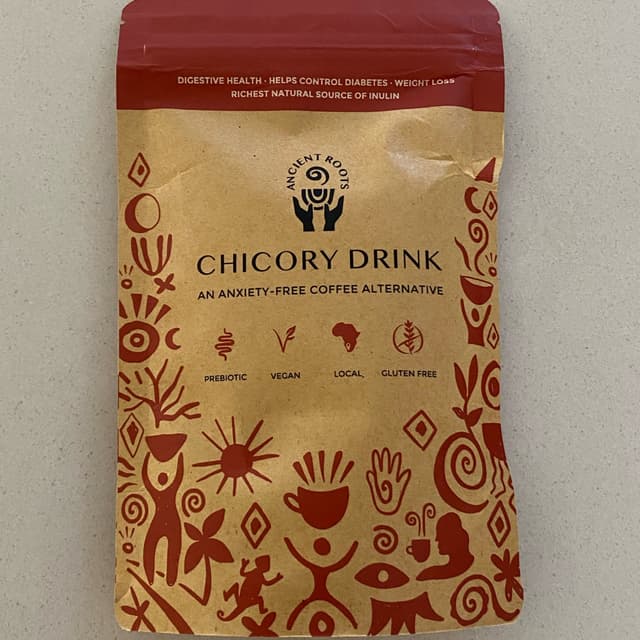 DIGESTIVE HEALTH · HELPS CONTROL DIABETES · WEIGHT LOSS
RICHEST NATURAL SOURCE OF INULIN
ANCIENT ROOTS
CHICORY DRINK
AN ANXIETY-FREE COFFEE ALTERNATIVE
PREBIOTIC VEGAN LOCAL GLUTEN FREE